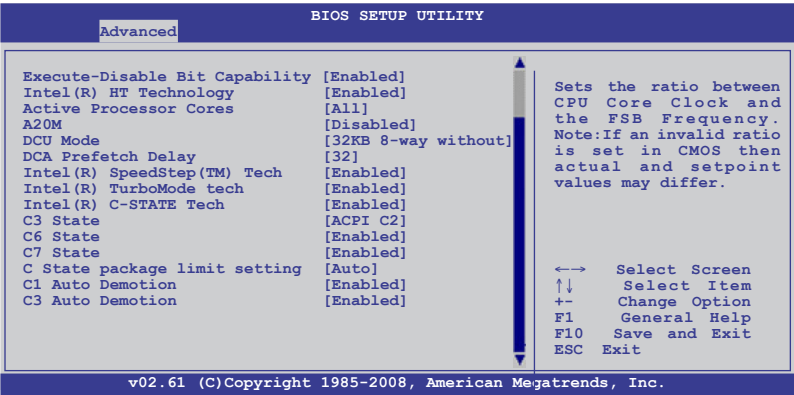 BIOS SETUP UTILITY
Advanced
Execute-Disable Bit Capability [Enabled]
Intel(R) HT Technology [Enabled]
Active Processor Cores [All]
A20M [Disabled]
DCU Mode [32KB 8-way without]
DCA Prefetch Delay [32]
Intel(R) SpeedStep(TM) Tech [Enabled]
Intel(R) TurboMode tech [Enabled]
Intel(R) C-STATE Tech [Enabled]
C3 State [ACPI C2]
C6 State [Enabled]
C7 State [Enabled]
C State package limit setting [Auto]
C1 Auto Demotion [Enabled]
C3 Auto Demotion [Enabled]
Sets the ratio between
CPU Core Clock and
the FSB Frequency.
Note:If an invalid ratio
is set in CMOS then
actual and setpoint
values may differ.
←→ Select Screen
↑↓ Select Item
+- Change Option
F1 General Help
F10 Save and Exit
ESC Exit
v02.61 (C)Copyright 1985-2008, American Megatrends, Inc.